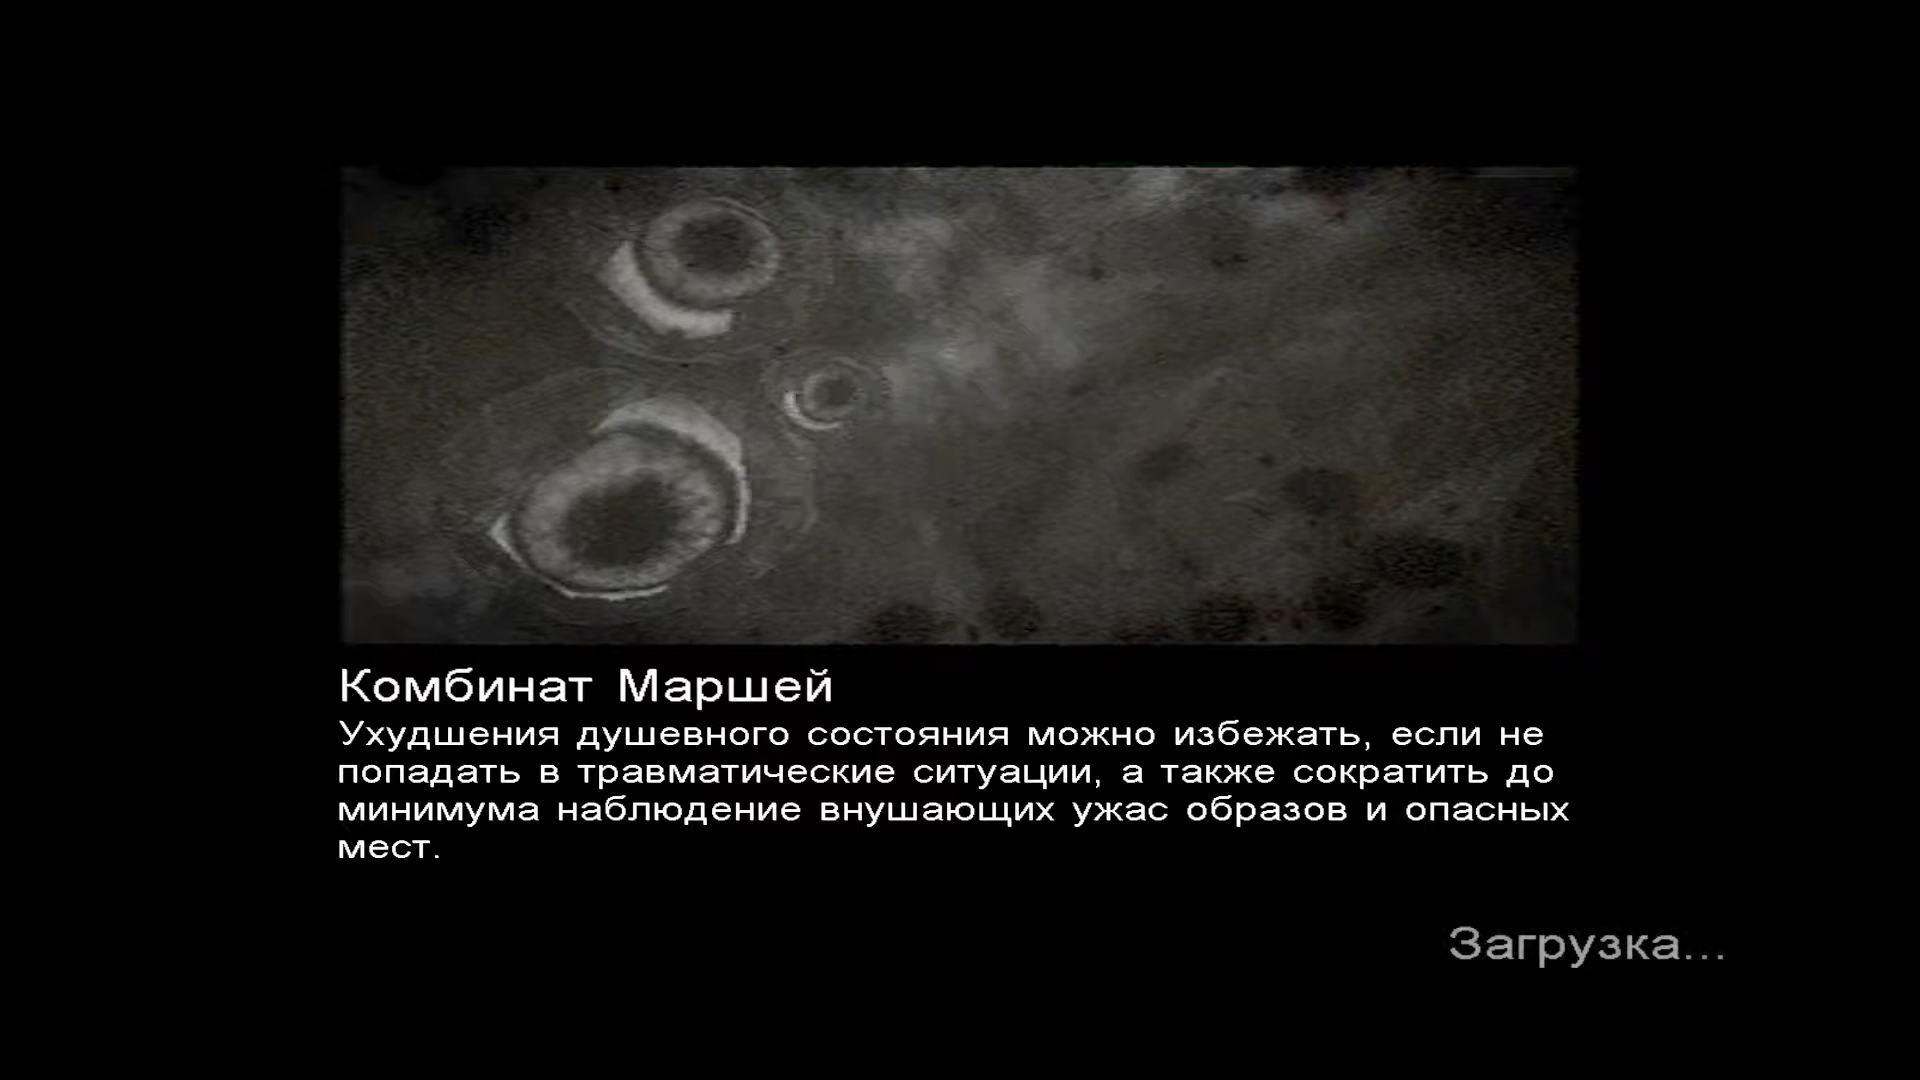 Комбинат Маршей
Ухудшения душевного состояния можно избежать, если не
попадать в травматические ситуации, а также сократить до
минимума наблюдение внушающих ужас образов и опасных
мест.
Загрузка...